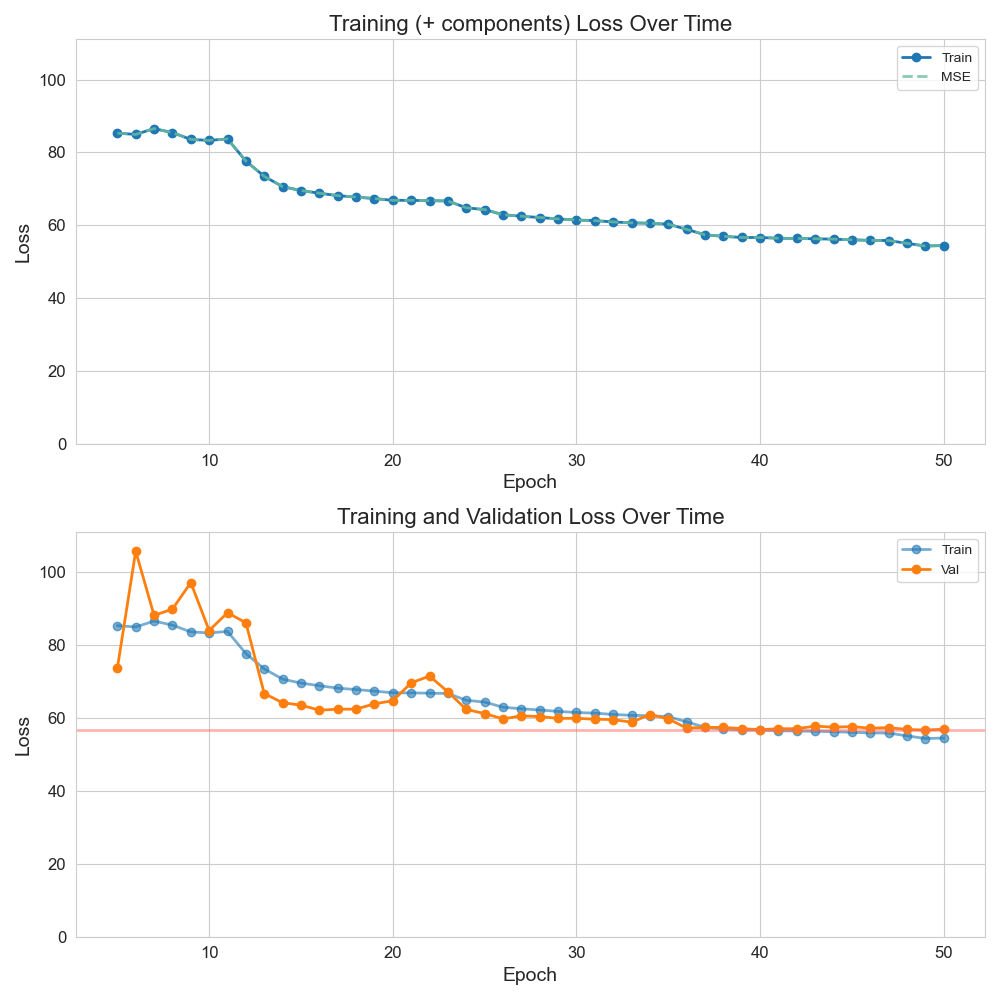 Training (+ components) Loss Over Time
Train
MSE
Loss
100
80
60
40
20
0
10 20 30 40 50
Epoch
Training and Validation Loss Over Time
Train
Val
Loss
100
80
60
40
20
0
10 20 30 40 50
Epoch